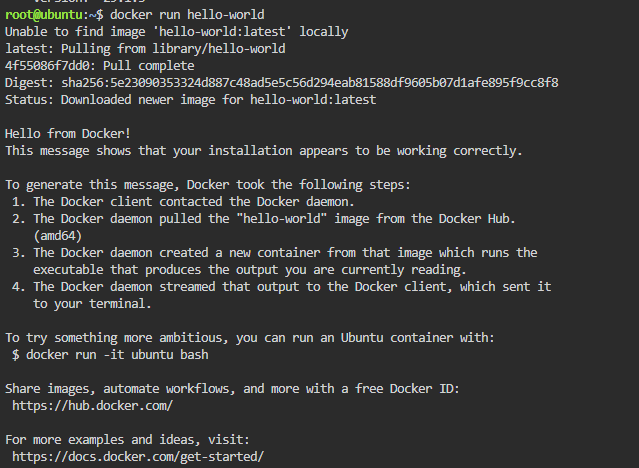 root@ubuntu:~$ docker run hello-world
Unable to find image 'hello-world:latest' locally
latest: Pulling from library/hello-world
4f55086f7dd0: Pull complete
Digest: sha256:5e23090353324d887c48ad5e5c56d294eab81588df9605b07d1afe895f9cc8f8
Status: Downloaded newer image for hello-world:latest

Hello from Docker!
This message shows that your installation appears to be working correctly.

To generate this message, Docker took the following steps:
 1. The Docker client contacted the Docker daemon.
 2. The Docker daemon pulled the "hello-world" image from the Docker Hub.
    (amd64)
 3. The Docker daemon created a new container from that image which runs the
    executable that produces the output you are currently reading.
 4. The Docker daemon streamed that output to the Docker client, which sent it
    to your terminal.

To try something more ambitious, you can run an Ubuntu container with:
 $ docker run -it ubuntu bash

Share images, automate workflows, and more with a free Docker ID:
 https://hub.docker.com/

For more examples and ideas, visit:
 https://docs.docker.com/get-started/